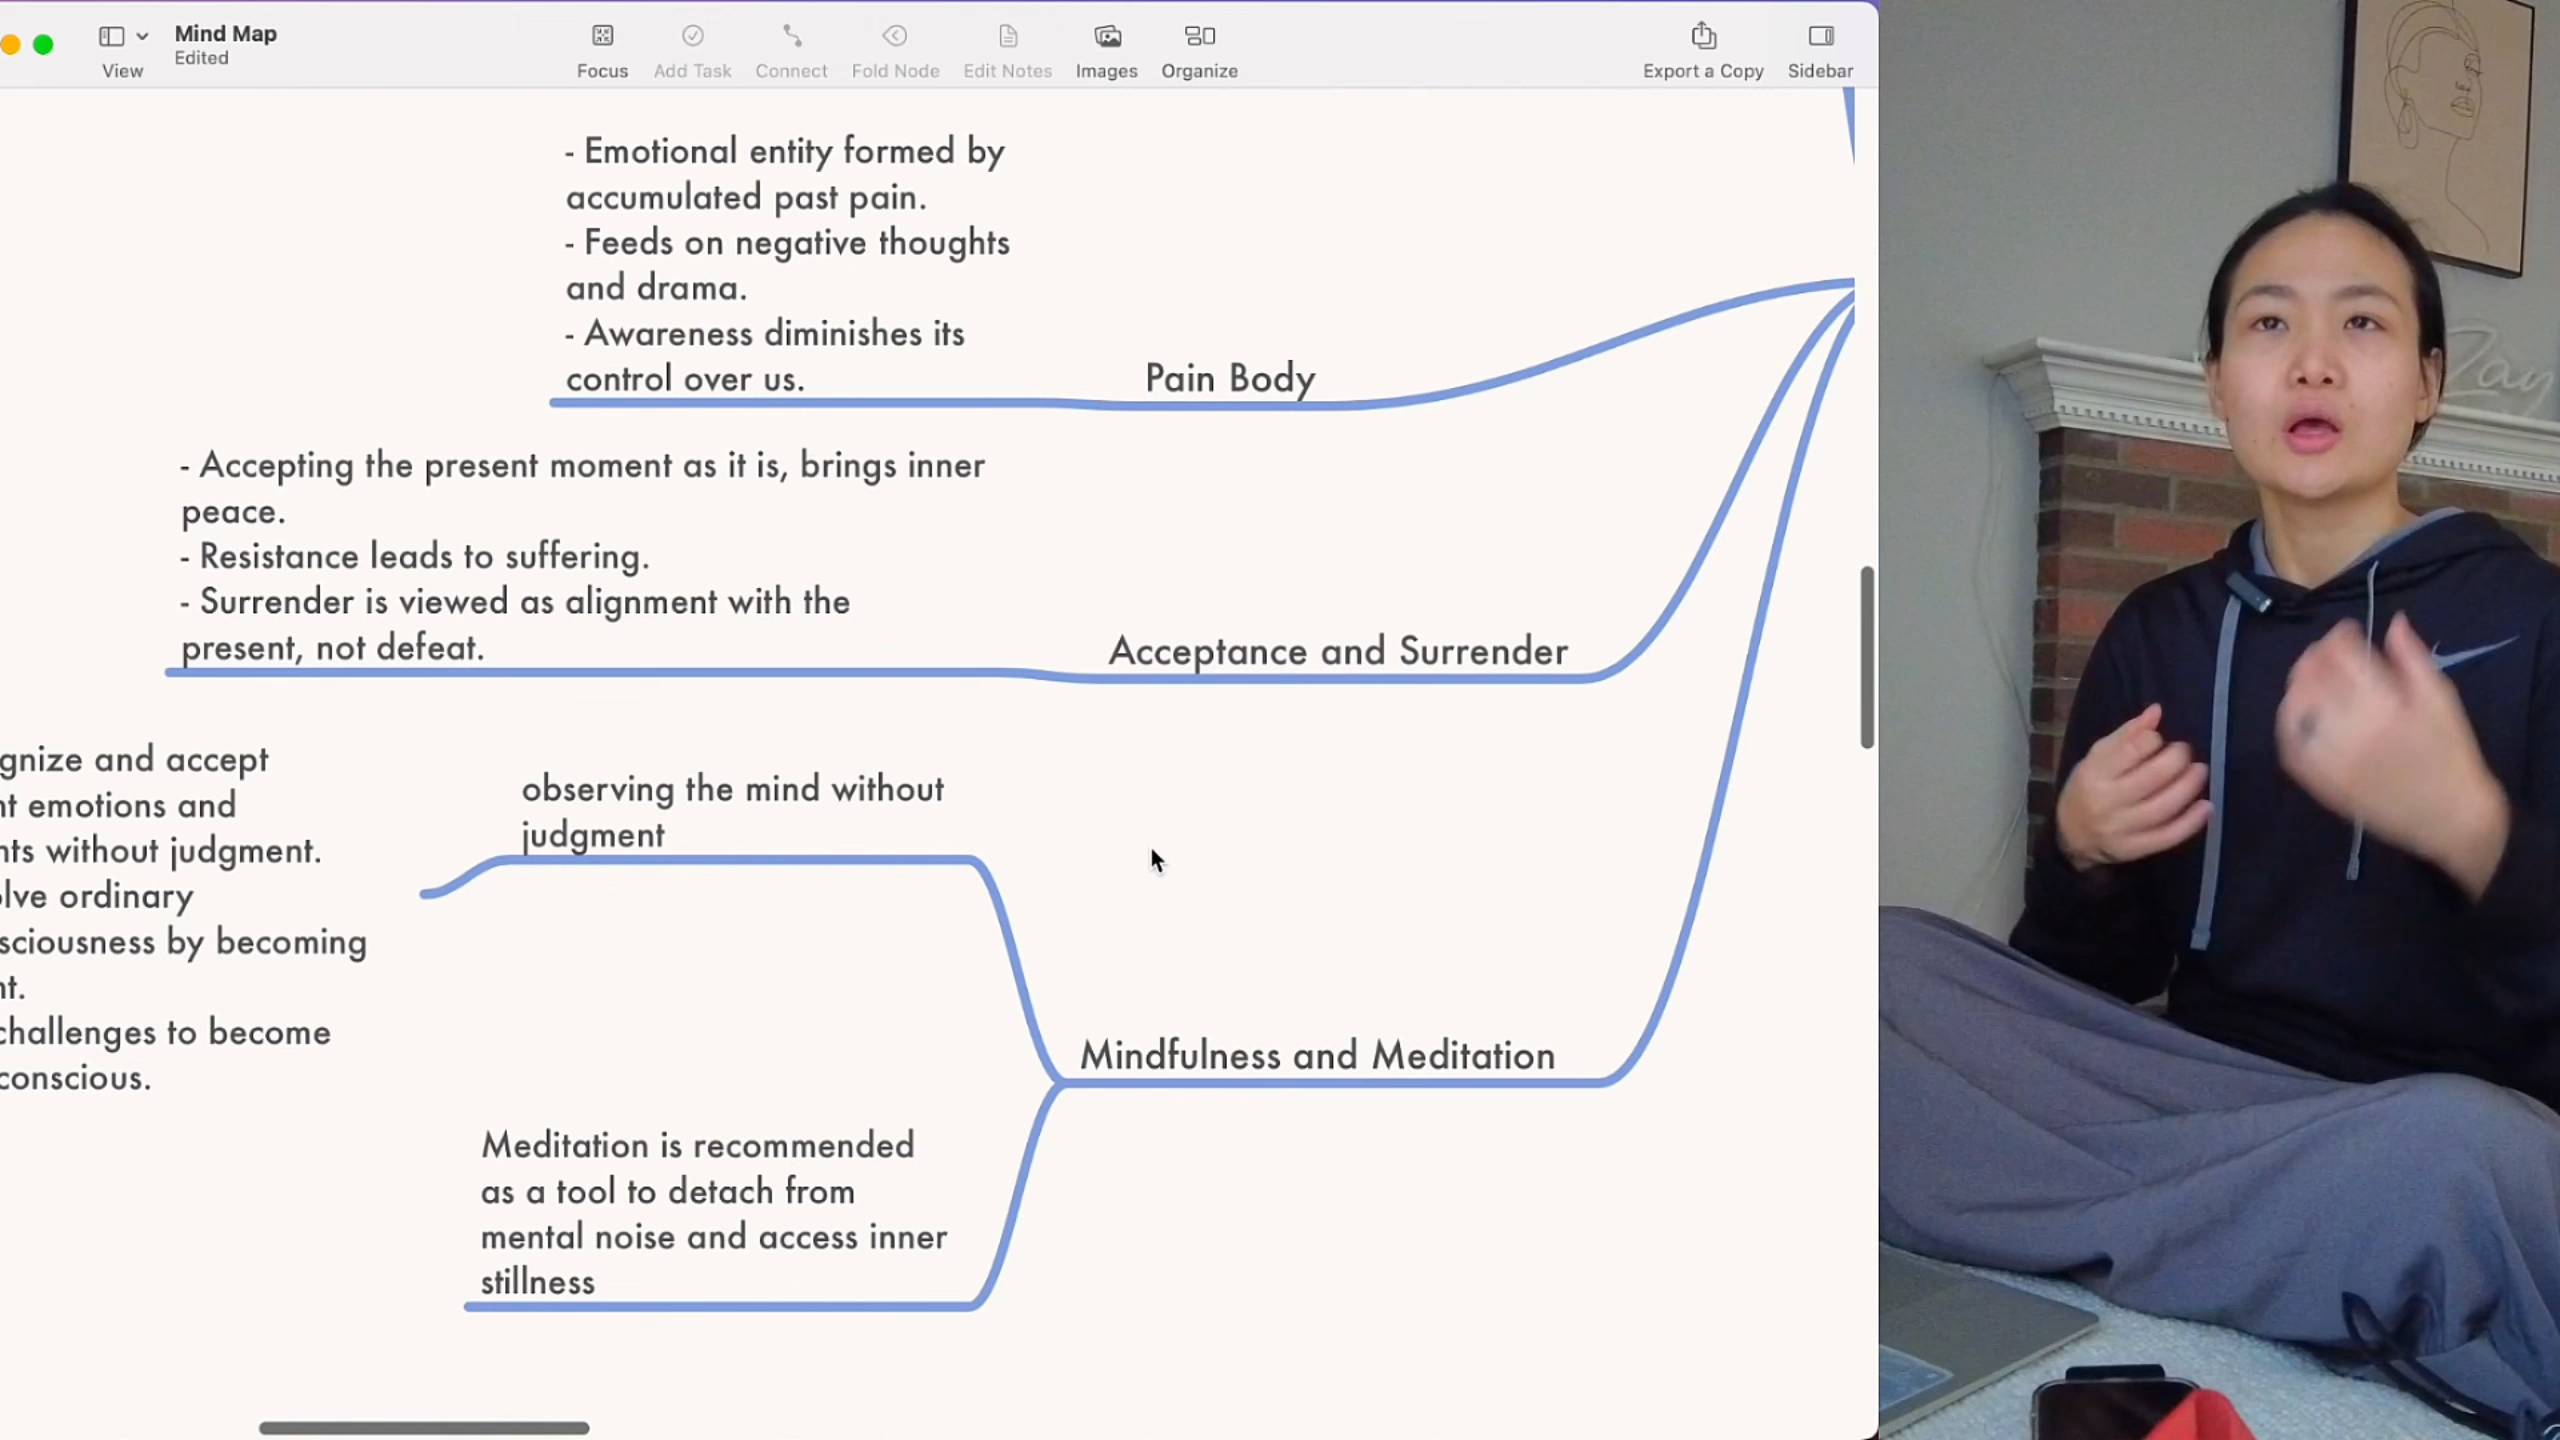 Mind Map
Edited
View
Focus
Add Task
Connect
Fold Node
Edit Notes
Images
Organize
Export a Copy
Sidebar
- Emotional entity formed by
accumulated past pain.
- Feeds on negative thoughts
and drama.
- Awareness diminishes its
control over us.
Pain Body
- Accepting the present moment as it is, brings inner
peace.
- Resistance leads to suffering.
- Surrender is viewed as alignment with the
present, not defeat.
Acceptance and Surrender
gnize and accept
nt emotions and
nts without judgment.
olve ordinary
sciousness by becoming
nt.
challenges to become
conscious.
observing the mind without
judgment
Mindfulness and Meditation
Meditation is recommended
as a tool to detach from
mental noise and access inner
stillness